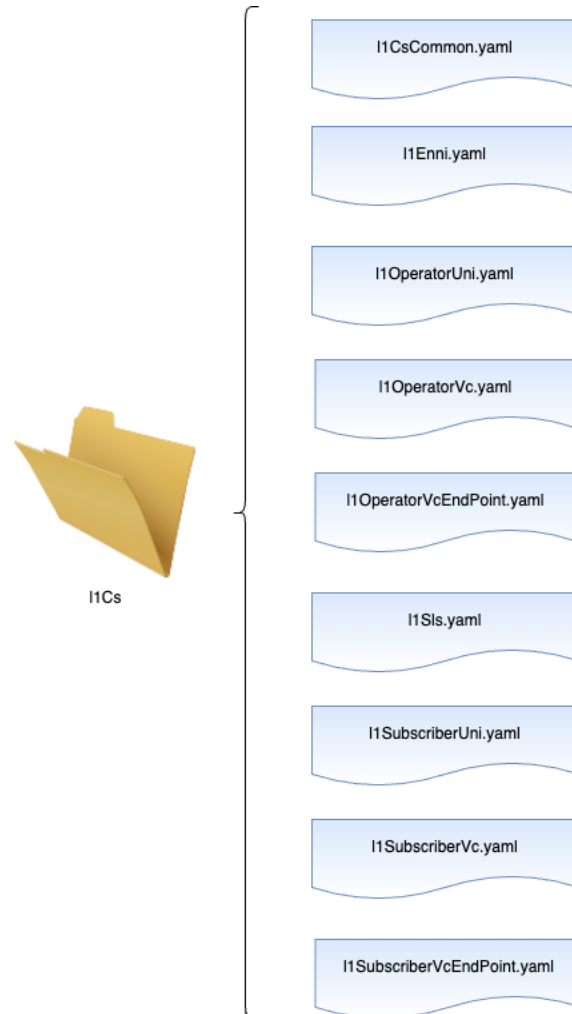 l1CsCommon.yaml
l1Enni.yaml
l1OperatorUni.yaml
l1OperatorVc.yaml
l1OperatorVcEndPoint.yaml
l1Cs
l1Sls.yaml
l1SubscriberUni.yaml
l1SubscriberVc.yaml
l1SubscriberVcEndPoint.yaml